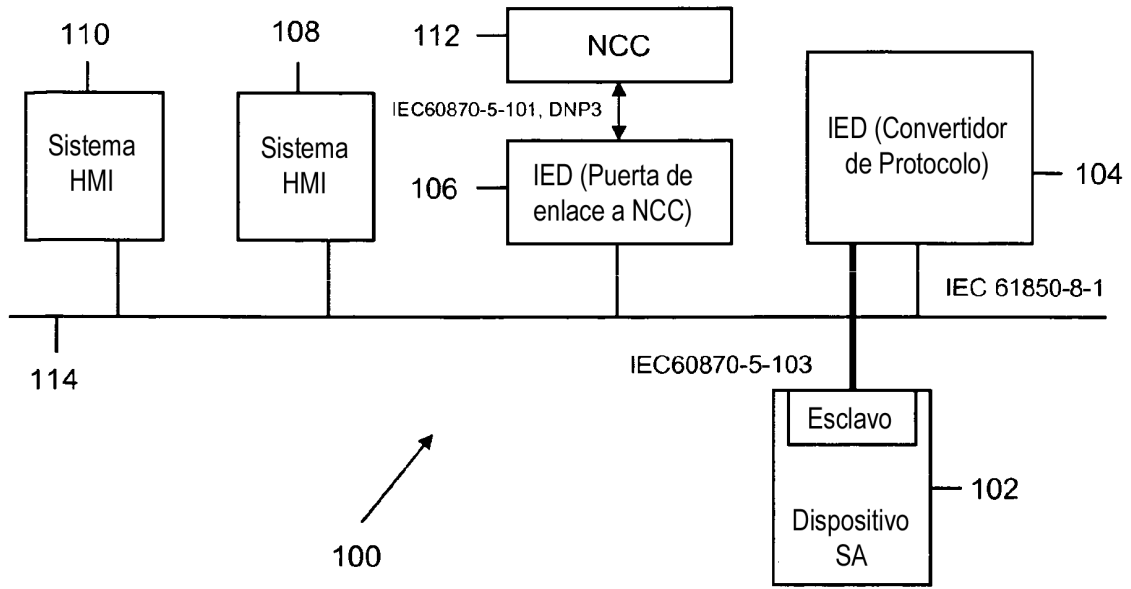 110
108
112
NCC
IEC60870-5-101, DNP3
Sistema
HMI
Sistema
HMI
106
IED (Puerta de
enlace a NCC)
IED (Convertidor
de Protocolo)
104
IEC 61850-8-1
114
IEC60870-5-103
Esclavo
102
Dispositivo
SA
100